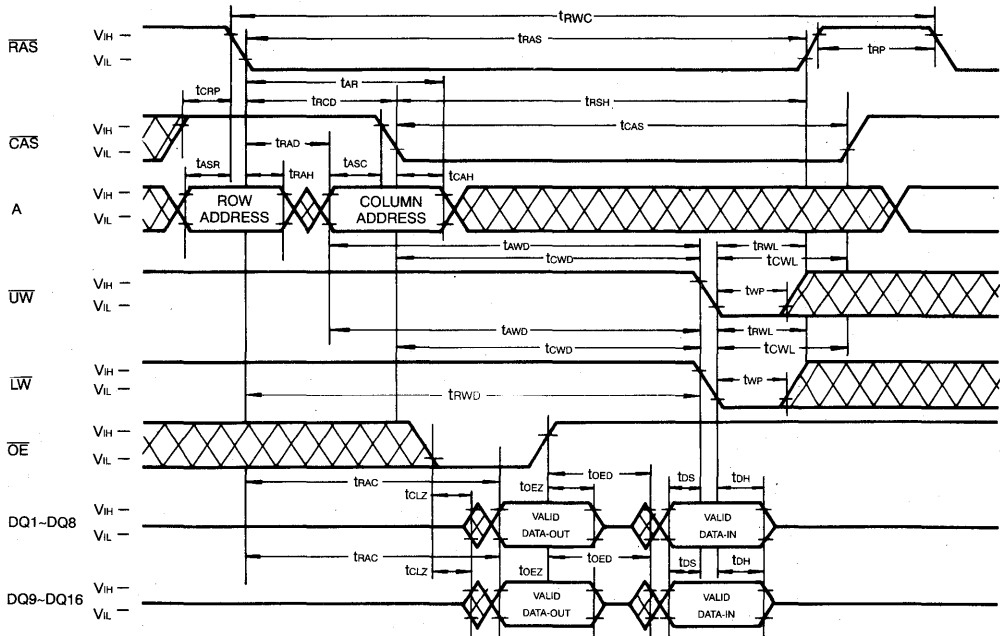 tRWC
RAS VIH
tRAS
tRP
VIL
tAR
tCRP
tRCD
tRSH
CAS VIH
tCAS
VIL
tRAD
tASR
tRAH
tASC
tCAH
A VIH
ROW ADDRESS
COLUMN ADDRESS
VIL
tAWD
tRWL
tCWD
tCWL
UW VIH
tWP
VIL
tAWD
tRWL
tCWD
tCWL
LW VIH
tWP
VIL
tRWD
OE VIH
VIL
tRAC
tCLZ
tOEZ
tOED
tDS
tDH
DQ1~DQ8 VIH
VALID DATA-OUT
VALID DATA-IN
VIL
tRAC
tCLZ
tOEZ
tOED
tDS
tDH
DQ9~DQ16 VIH
VALID DATA-OUT
VALID DATA-IN
VIL